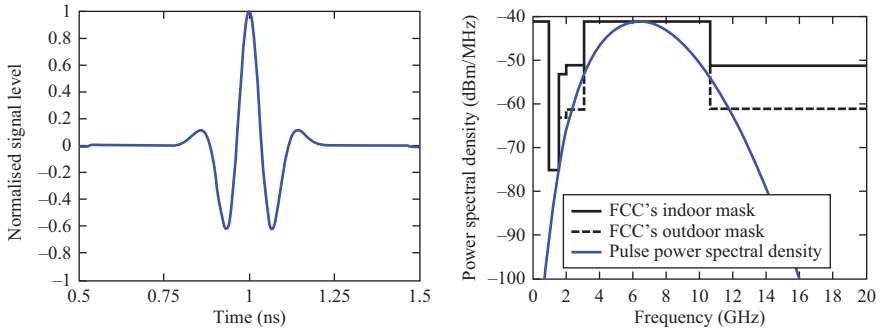 1
0.8
0.6
0.4
0.2
0
−0.2
−0.4
−0.6
−0.8
−1
Normalised signal level
0.5
0.75
1
1.25
1.5
Time (ns)
−40
−50
−60
−70
−80
−90
−100
Power spectral density (dBm/MHz)
FCC's indoor mask
FCC's outdoor mask
Pulse power spectral density
0 2 4 6 8 10 12 14 16 18 20
Frequency (GHz)